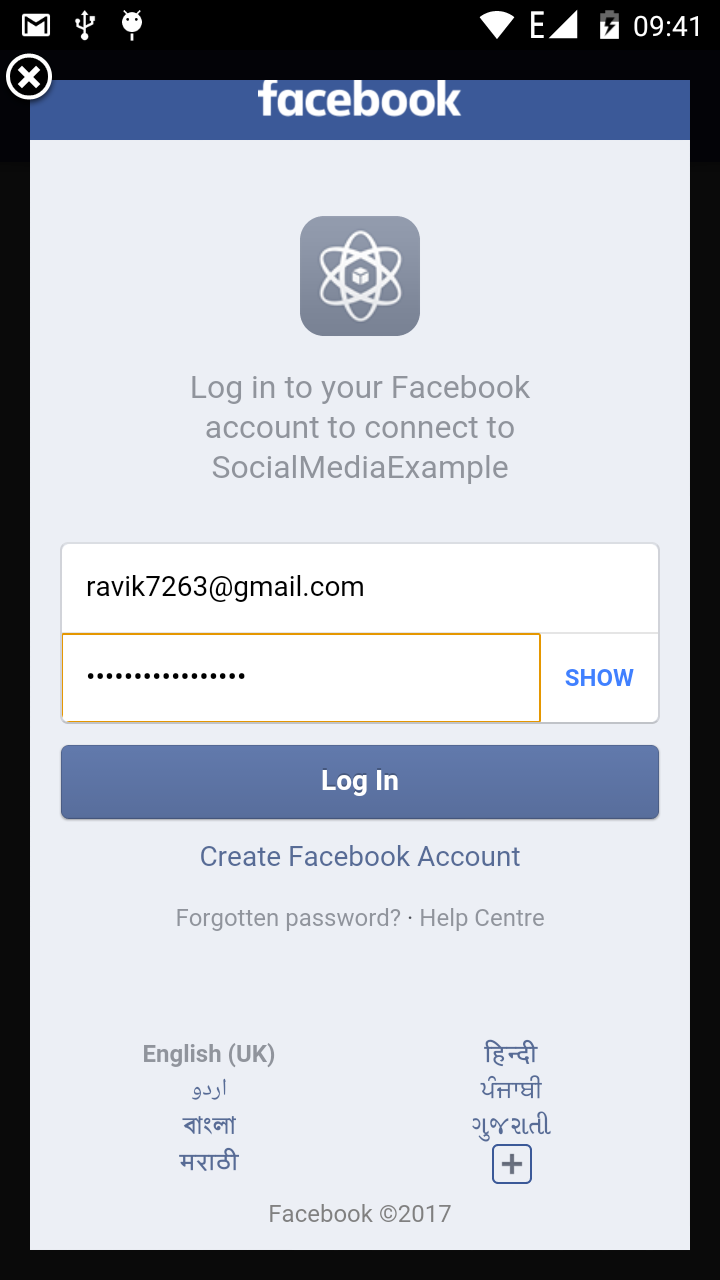 E 09:41
facebook
Log in to your Facebook
account to connect to
SocialMediaExample
ravik7263@gmail.com
•••••••••••••••••
SHOW
Log In
Create Facebook Account
Forgotten password? · Help Centre
English (UK)
हिन्दी
اردو
ਪੰਜਾਬੀ
বাংলা
ગુજરાતી
मराठी
+
Facebook ©2017